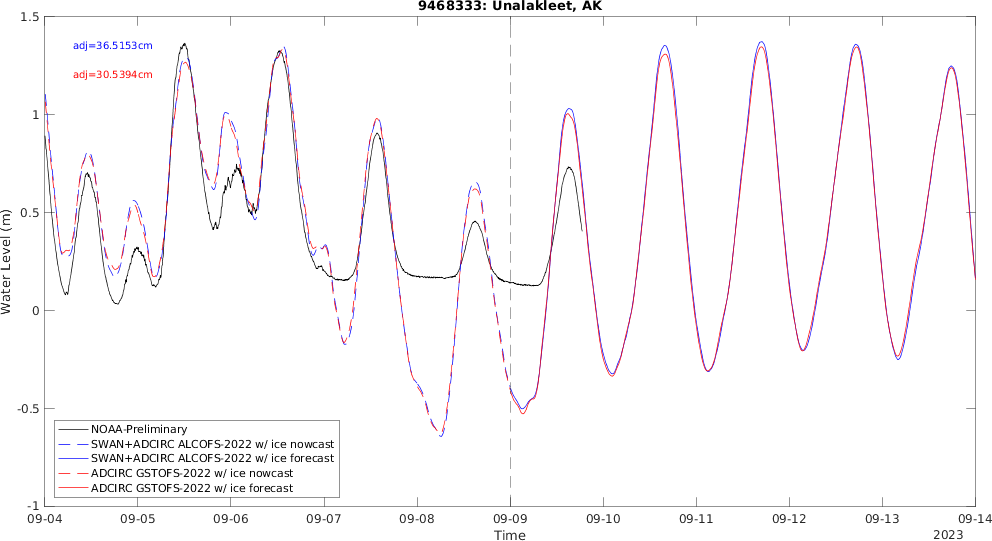 9468333: Unalakleet, AK
adj=36.5153cm
adj=30.5394cm
1.5
1
0.5
0
-0.5
-1
Water Level (m)
NOAA-Preliminary
SWAN+ADCIRC ALCOFS-2022 w/ ice nowcast
SWAN+ADCIRC ALCOFS-2022 w/ ice forecast
ADCIRC GSTOFS-2022 w/ ice nowcast
ADCIRC GSTOFS-2022 w/ ice forecast
09-04 09-05 09-06 09-07 09-08 09-09 09-10 09-11 09-12 09-13 09-14
Time
2023